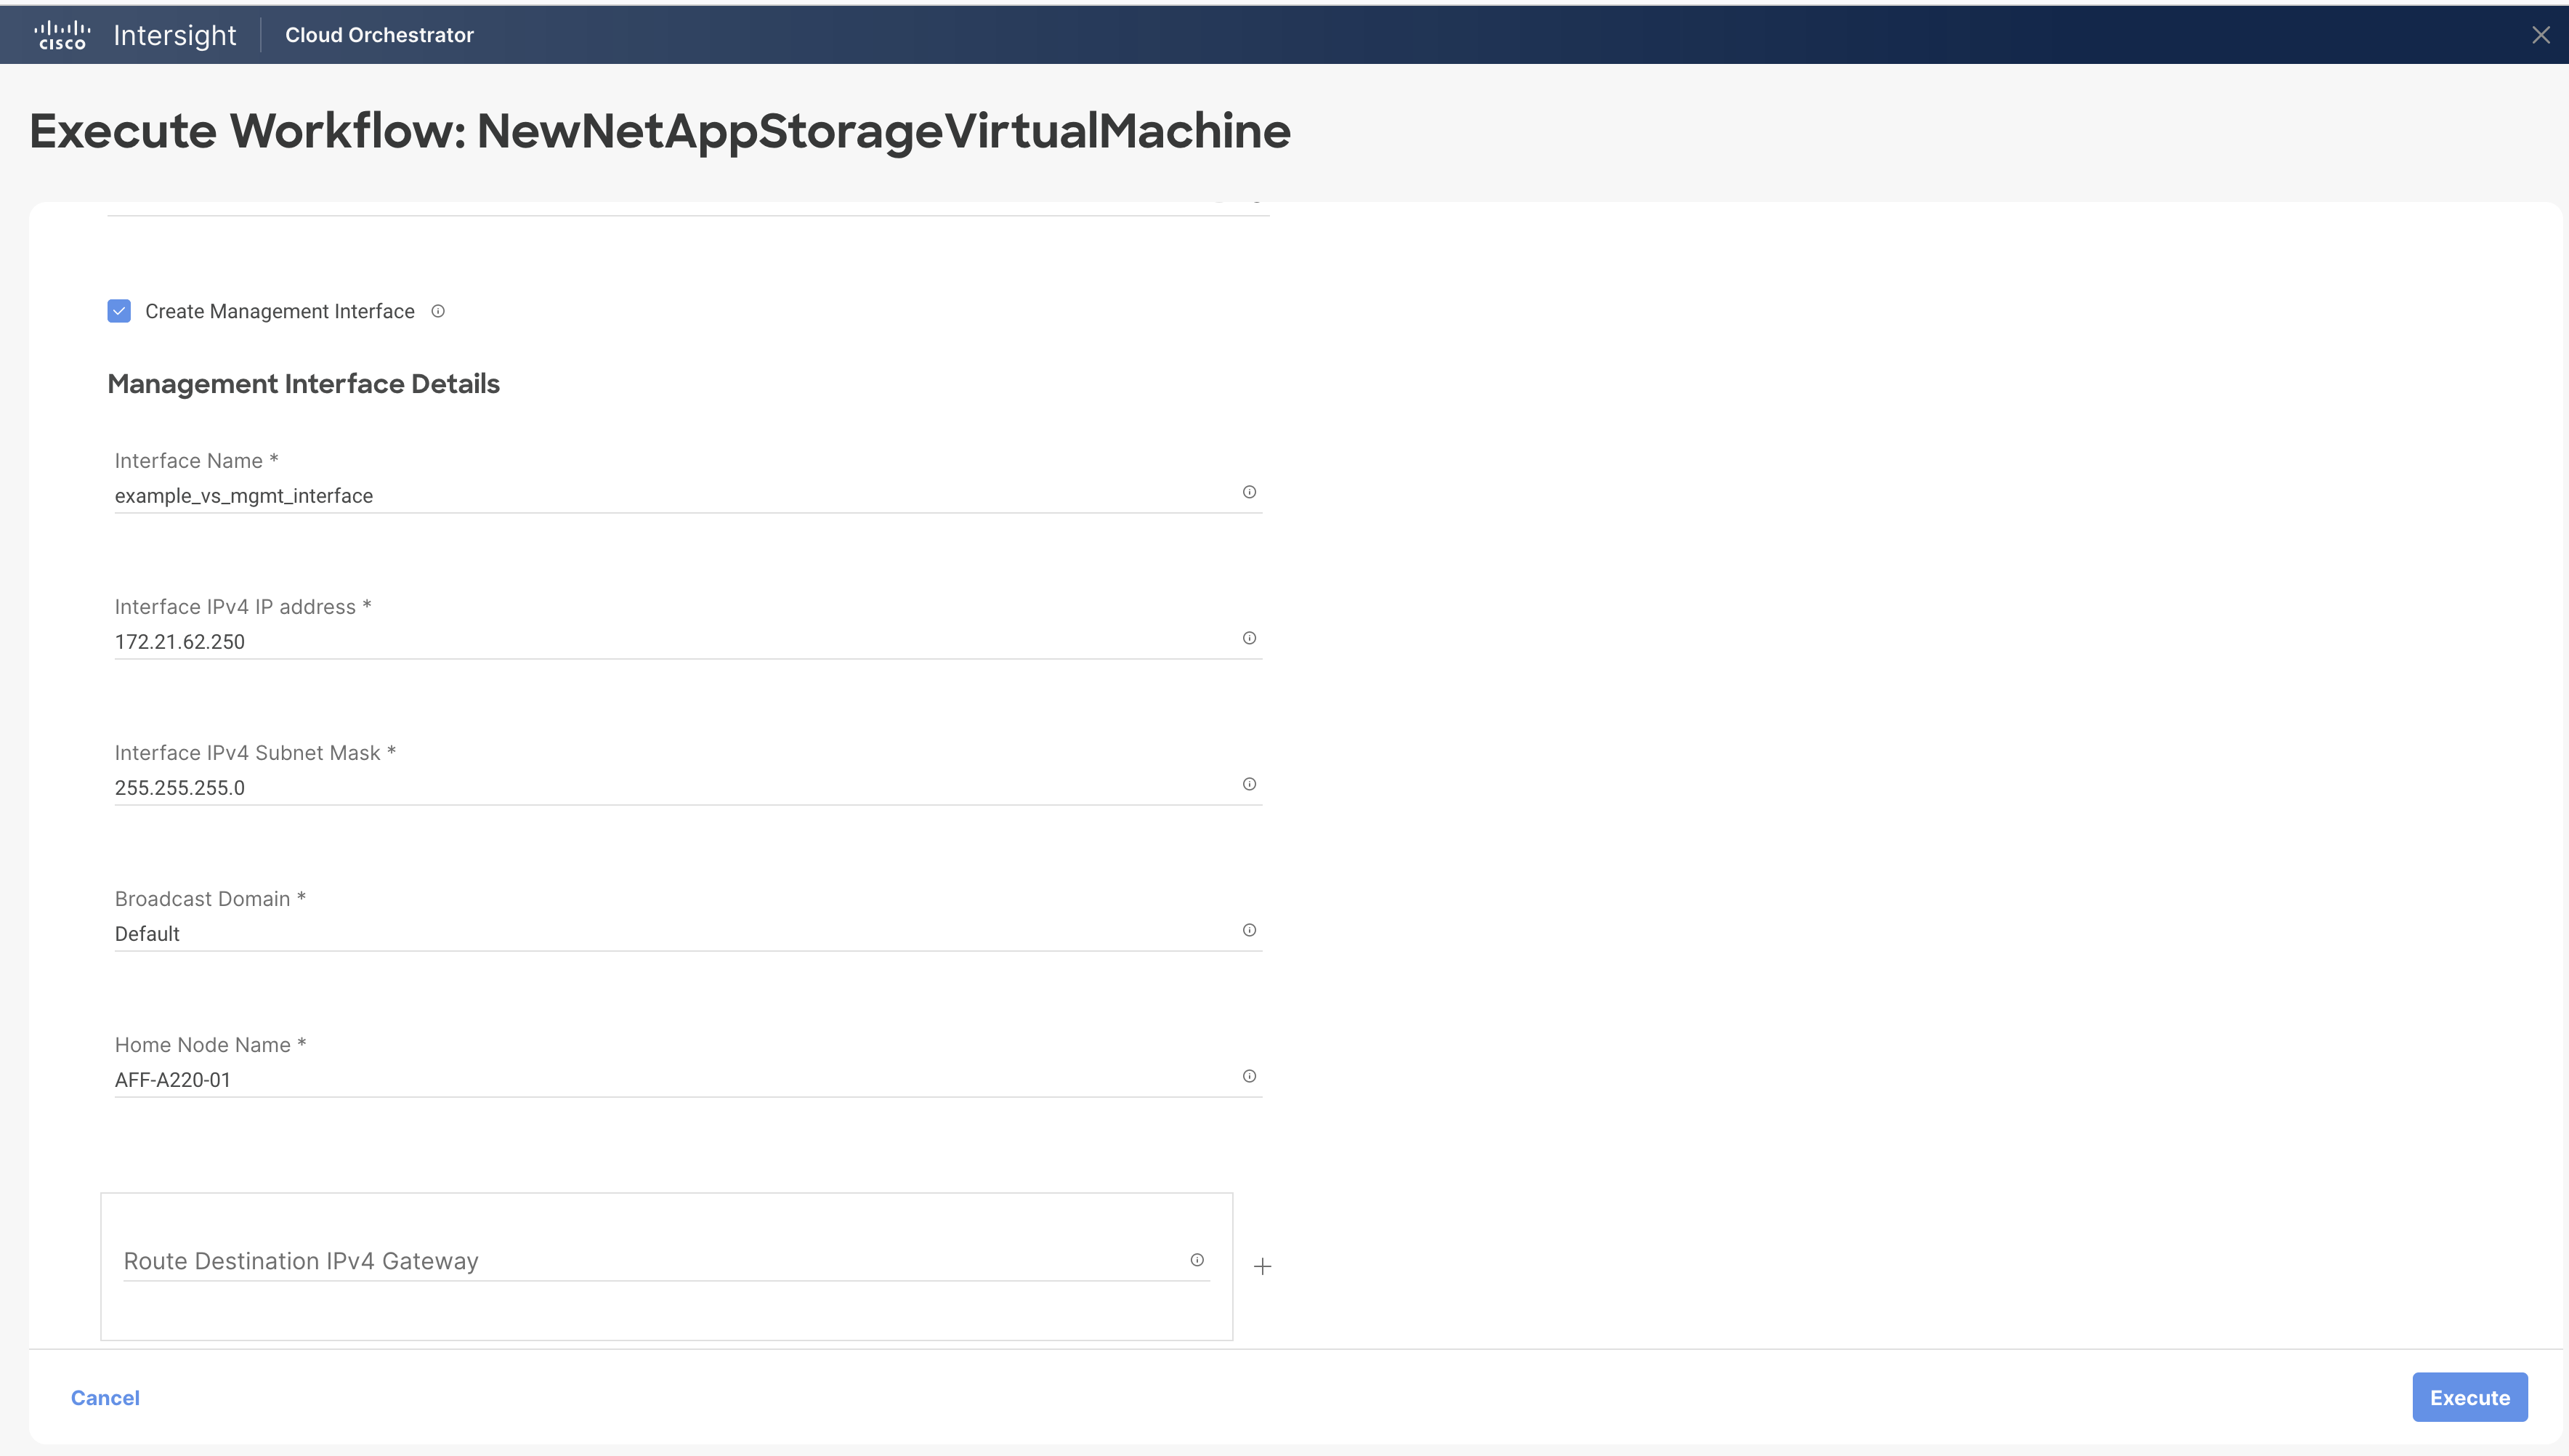 CISCO Intersight Cloud Orchestrator
Execute Workflow: NewNetAppStorageVirtualMachine
Create Management Interface
Management Interface Details
Interface Name *
example_vs_mgmt_interface
Interface IPv4 IP address *
172.21.62.250
Interface IPv4 Subnet Mask *
255.255.255.0
Broadcast Domain *
Default
Home Node Name *
AFF-A220-01
Route Destination IPv4 Gateway
Cancel
Execute